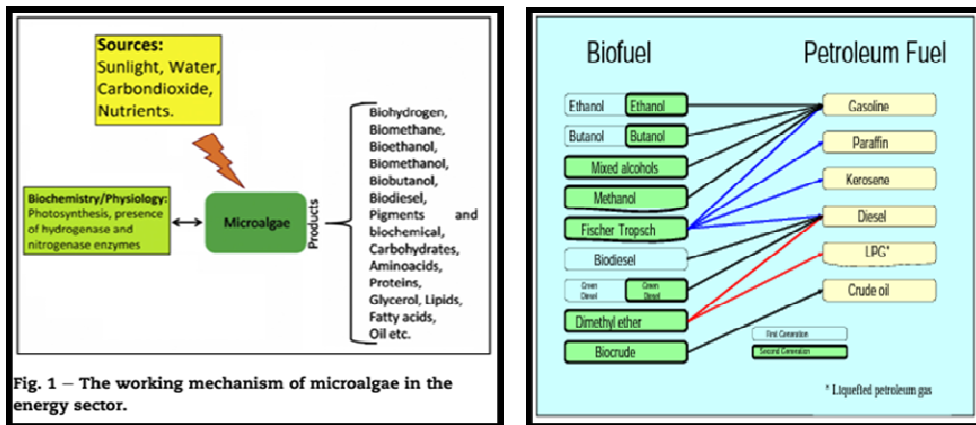 Sources:
Sunlight, Water,
Carbondioxide,
Nutrients.
Biochemistry/Physiology:
Photosynthesis, presence
of hydrogenase and
nitrogenase enzymes
Microalgae
Products
Biohydrogen,
Biomethane,
Bioethanol,
Biomethanol,
Biobutanol,
Biodiesel,
Pigments and
biochemical,
Carbohydrates,
Aminoacids,
Proteins,
Glycerol, Lipids,
Fatty acids,
Oil etc.
Fig. 1 – The working mechanism of microalgae in the
energy sector.
Biofuel
Petroleum Fuel
Ethanol Ethanol
Gasoline
Butanol Butanol
Paraffin
Mixed alcohols
Kerosene
Methanol
Diesel
Fischer Tropsch
LPG*
Biodiesel
Crude oil
Green
Diesel
Green
Diesel
Dimethyl ether
Biocrude
First Generation
Second Generation
* Liquefied petroleum gas